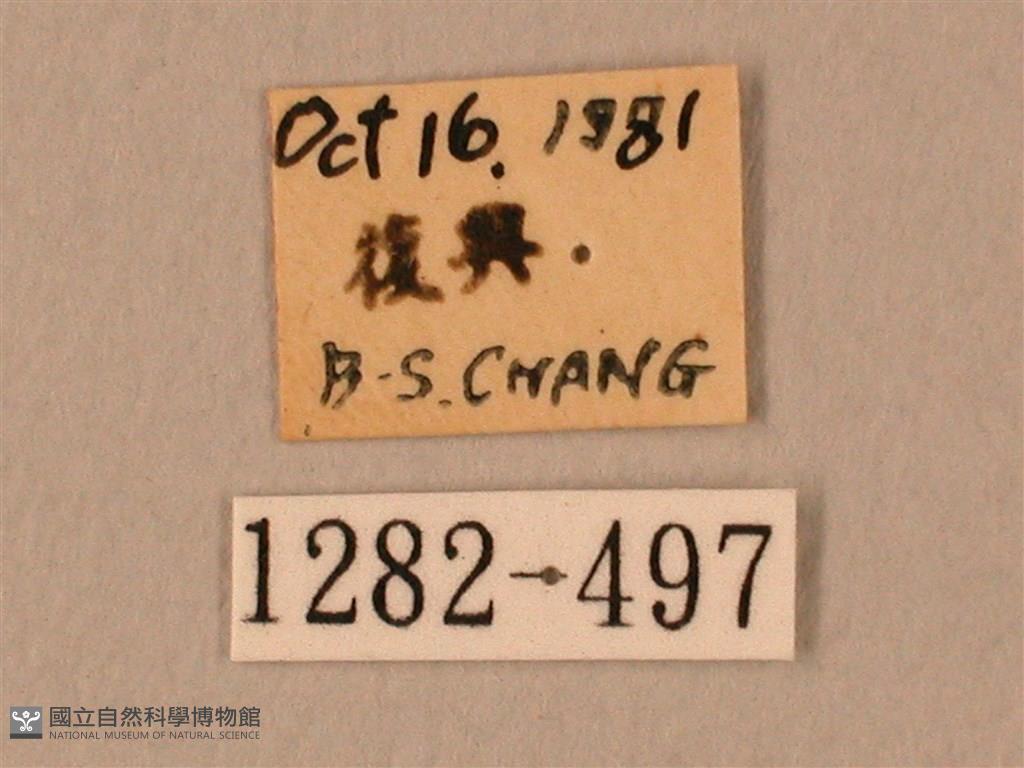 Oct 16. 1981
復興.
B-S. CHANG
1282-497
國立自然科學博物館
NATIONAL MUSEUM OF NATURAL SCIENCE